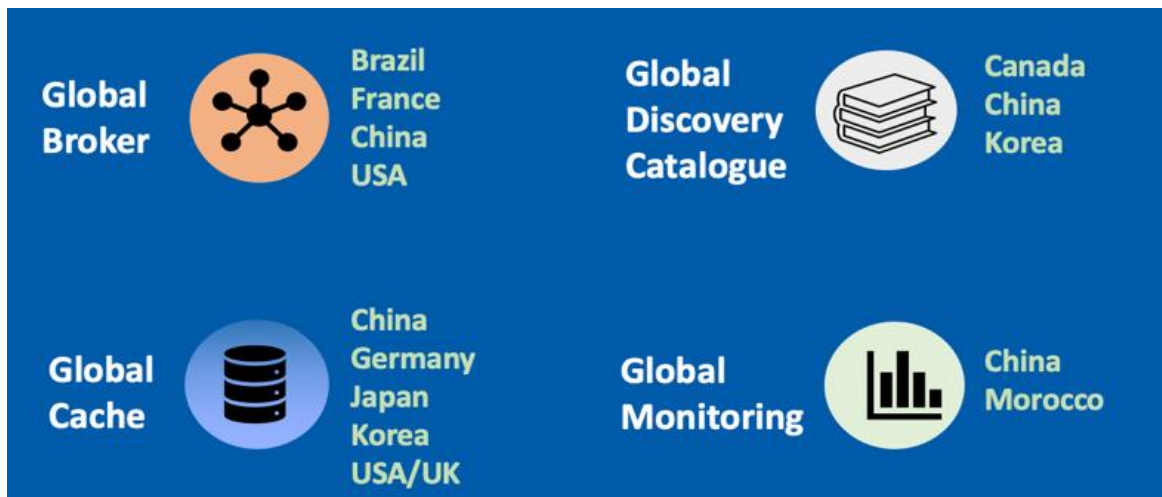 Global
Broker
Brazil
France
China
USA
Global
Discovery
Catalogue
Canada
China
Korea
Global
Cache
China
Germany
Japan
Korea
USA/UK
Global
Monitoring
China
Morocco